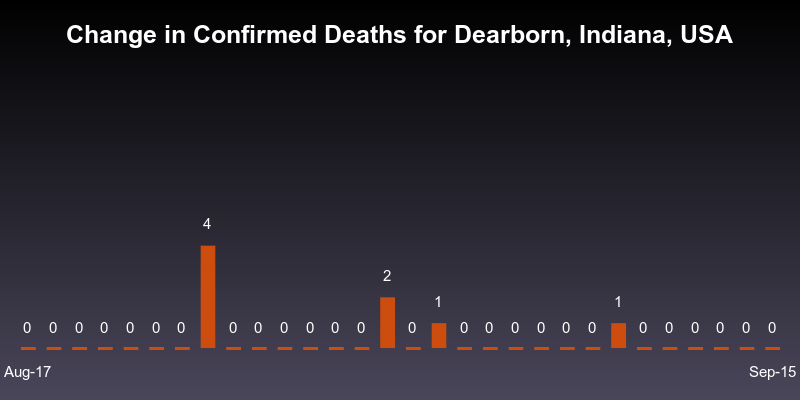 Change in Confirmed Deaths for Dearborn, Indiana, USA
4
2
1 1
0 0 0 0 0 0 0 0 0 0 0 0 0 0 0 0 0 0 0 0 0 0 0 0 0 0
Aug-17 Sep-15